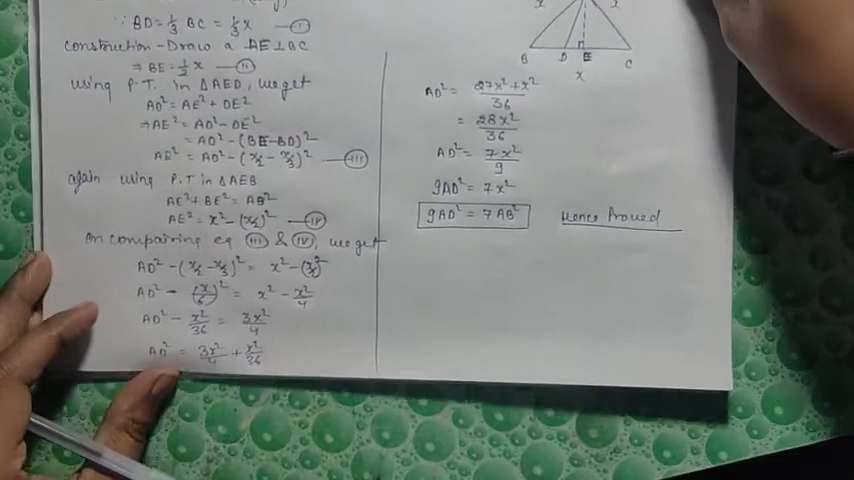 ∵ BD = 1/3 BC = 1/3 x — (I)
Construction - Draw a AE ⊥ BC
⇒ BE = 1/2 x — (II)
using P.T. in △AED, we get
AD² = AE² + DE²
⇒ AE² = AD² - DE²
= AD² - (BE - BD)²
AE² = AD² - (x/2 - x/3)² — (III)
again using P.T in △AEB
AE² + BE² = AB²
AE² = x² - (x/2)² — (IV)
On comparing eq (III) & (IV), we get
AD² - (x/2 - x/3)² = x² - (x/2)²
AD² - (x/6)² = x² - x²/4
AD² - x²/36 = 3x²/4
AD² = 3x²/4 + x²/36
x x
B D E C
x
AD² = 27x² + x²/36
= 28x²/36
AD² = 7x²/9
9AD² = 7x²
9AD² = 7AB² Hence Proved